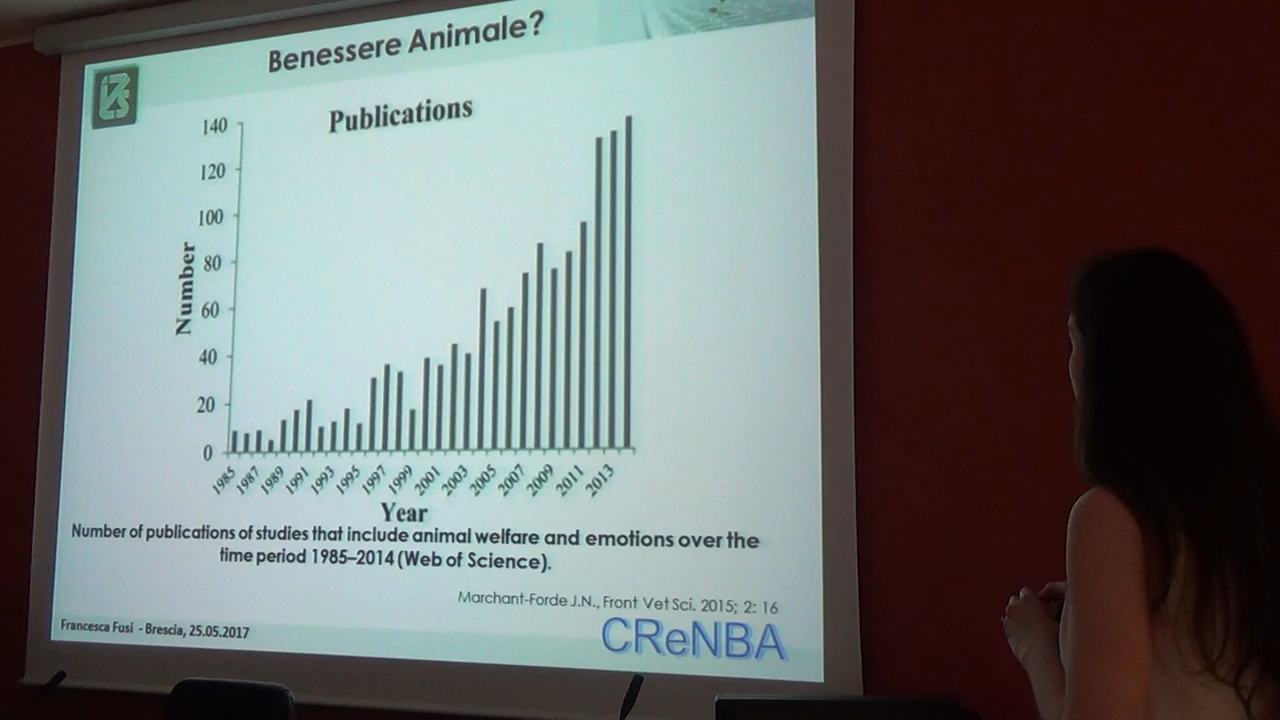 Benessere Animale?
Publications
140
120
100
80
60
40
20
0
Number
1985
1987
1989
1991
1993
1995
1997
1999
2001
2003
2005
2007
2009
2011
2013
Year
Number of publications of studies that include animal welfare and emotions over the
time period 1985–2014 (Web of Science).
Marchant-Forde J.N., Front Vet Sci. 2015; 2: 16
Francesca Fusi - Brescia, 25.05.2017
CReNBA